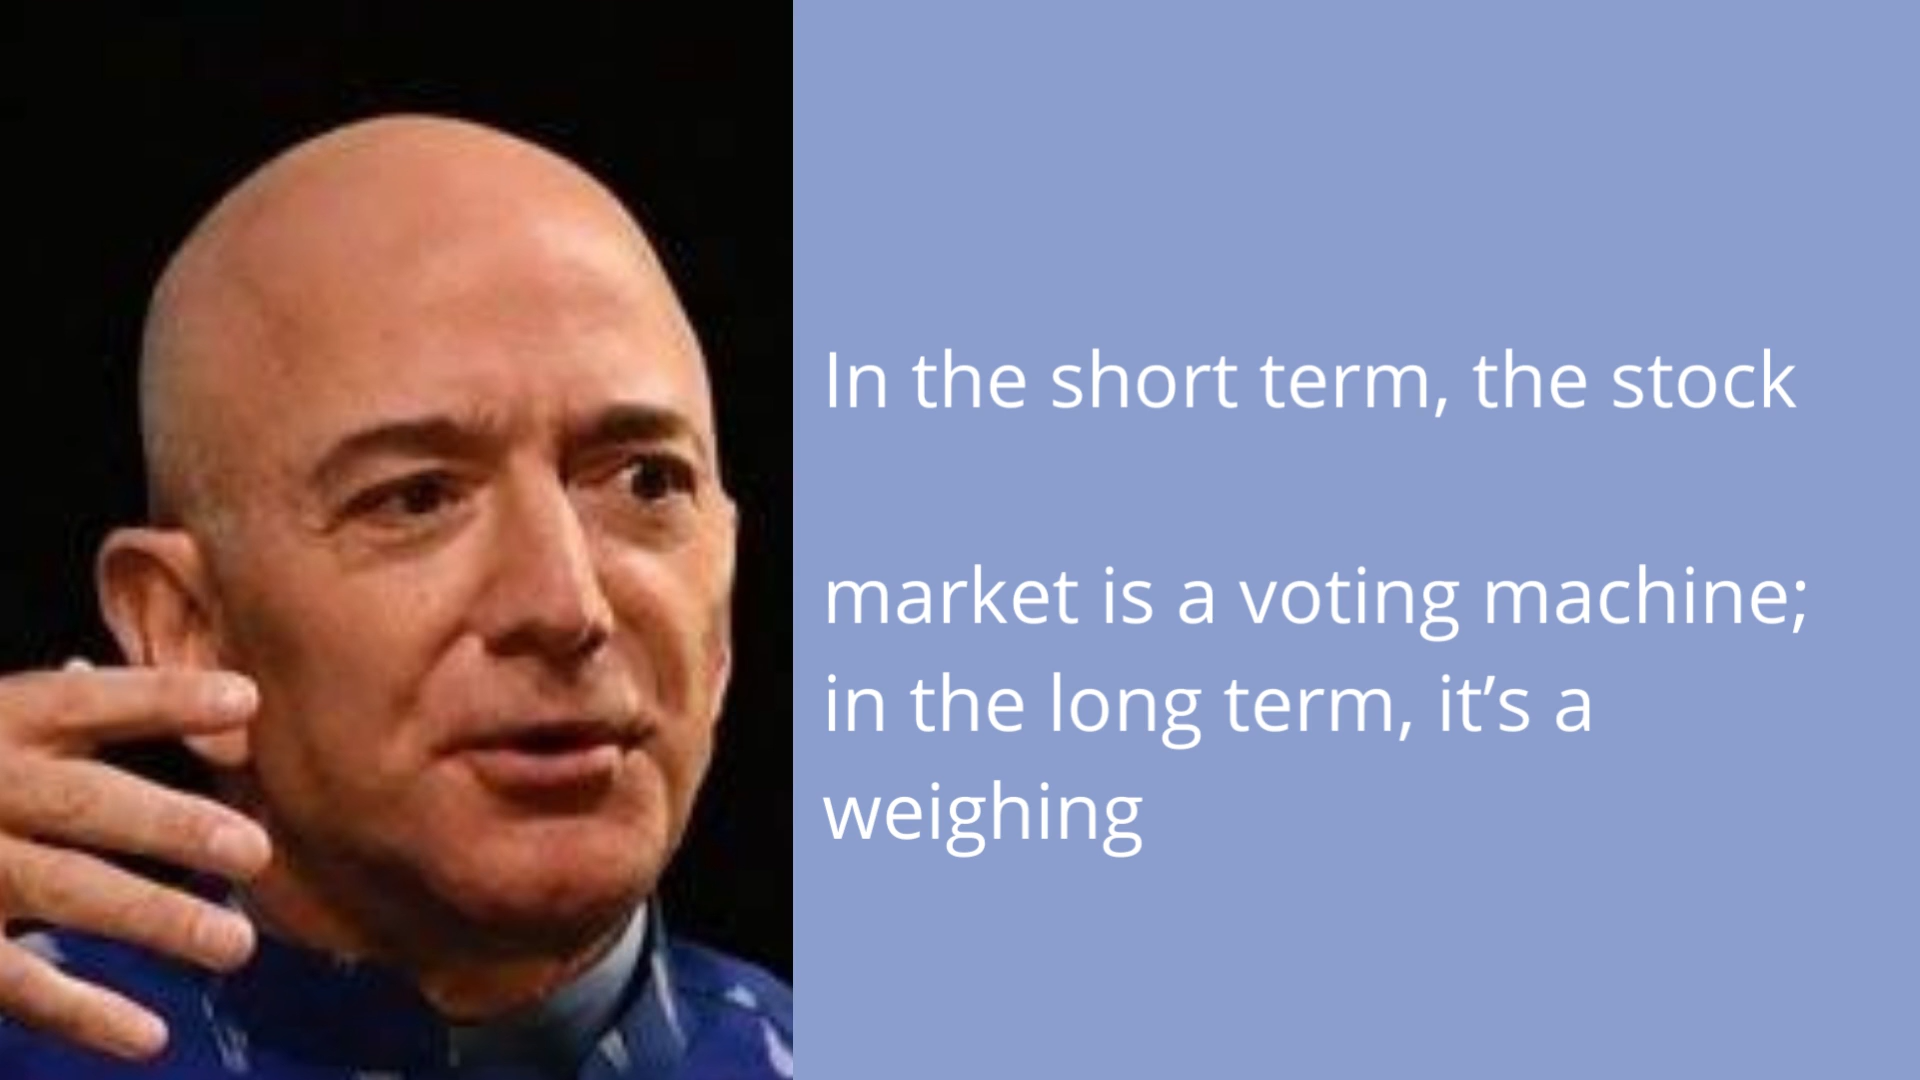 In the short term, the stock
market is a voting machine;
in the long term, it’s a
weighing